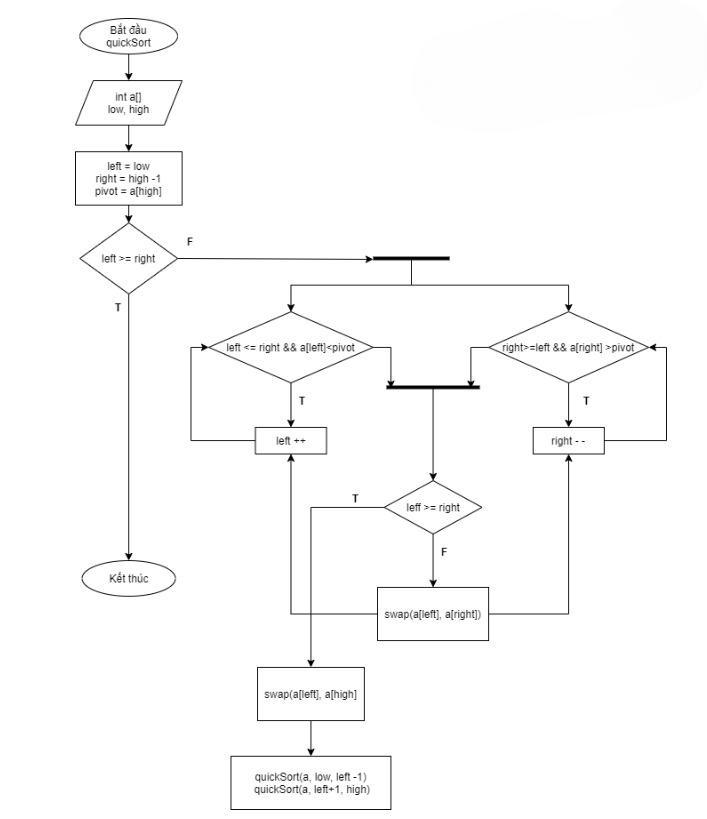 Bắt đầu
quickSort
int a[]
low, high
left = low
right = high -1
pivot = a[high]
left >= right
F
T
left <= right && a[left]<pivot
right>=left && a[right] >pivot
T
T
left ++
right - -
T
leff >= right
F
Kết thúc
swap(a[left], a[right])
swap(a[left], a[high]
quickSort(a, low, left -1)
quickSort(a, left+1, high)